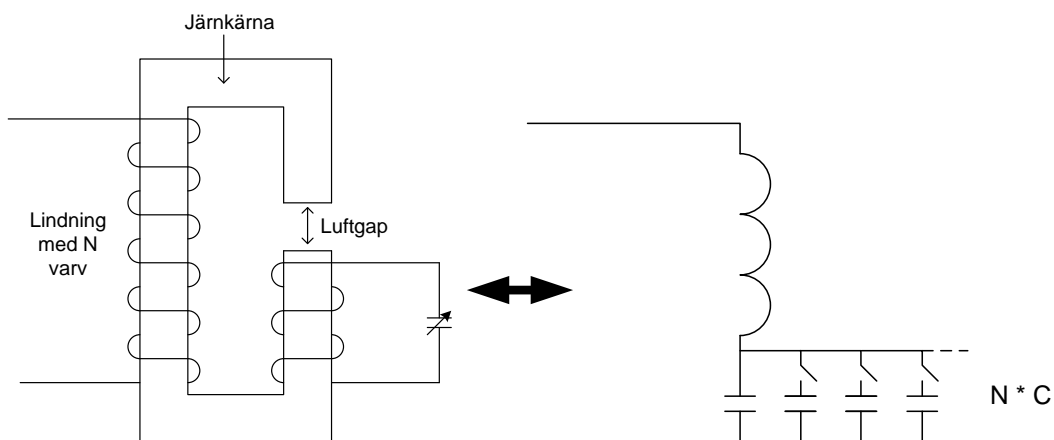 Järnkärna
Lindning
med N
varv
Luftgap
N * C